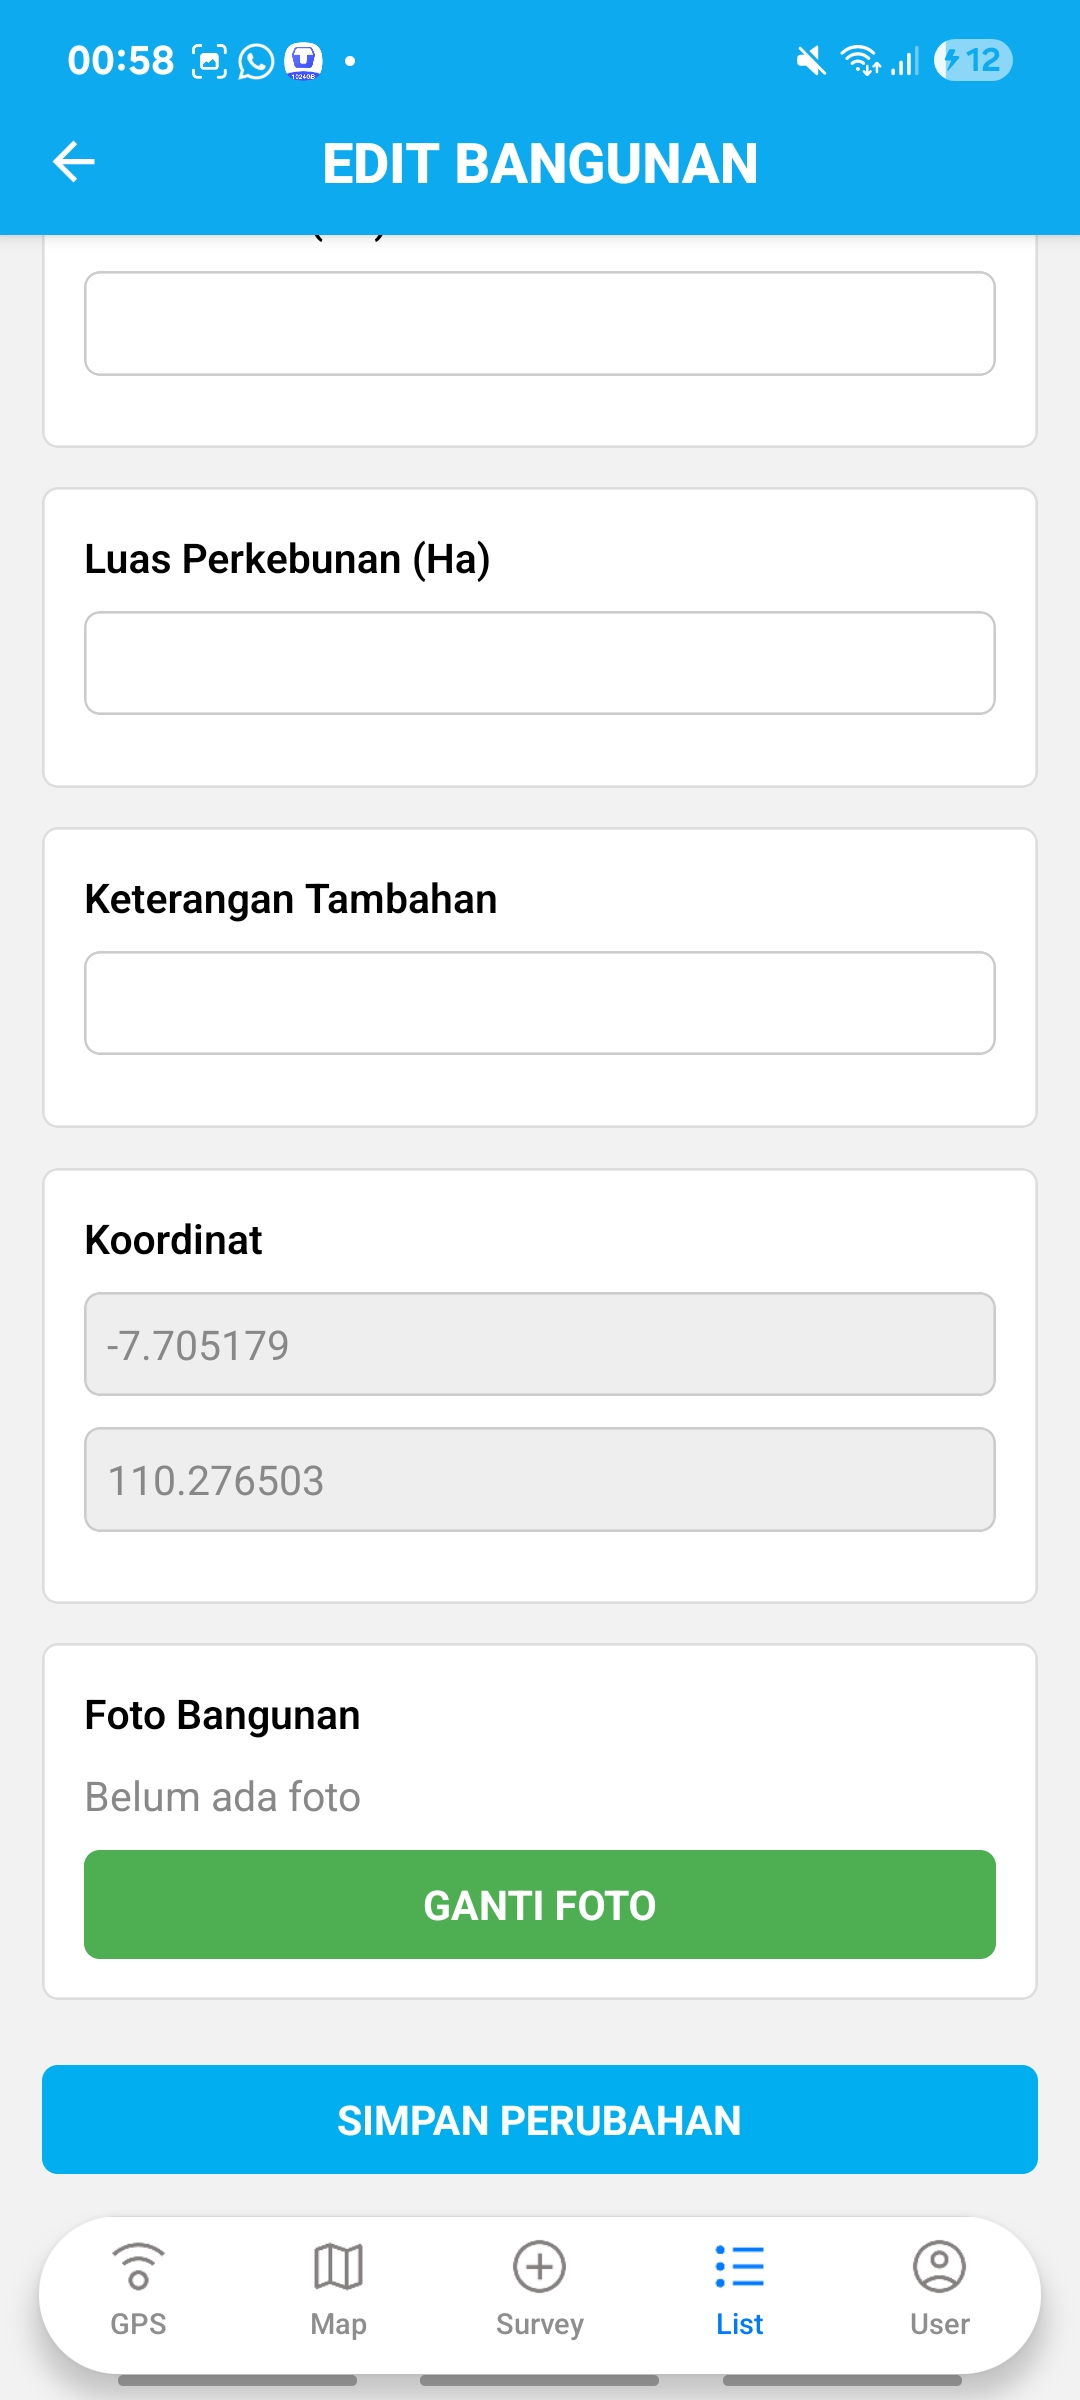 00:58
12
EDIT BANGUNAN
Luas Perkebunan (Ha)
Keterangan Tambahan
Koordinat
-7.705179
110.276503
Foto Bangunan
Belum ada foto
GANTI FOTO
SIMPAN PERUBAHAN
GPS
Map
Survey
List
User